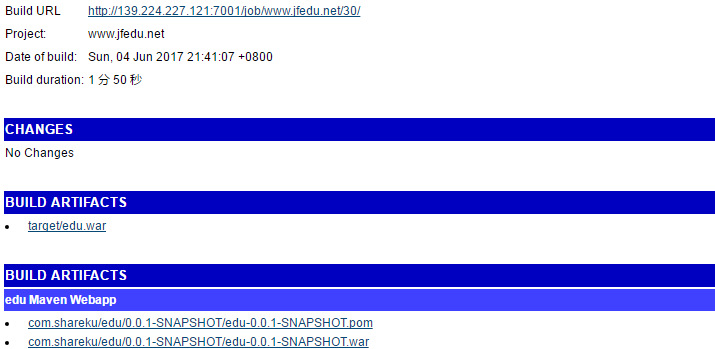 Build URL http://139.224.227.121:7001/job/www.jfedu.net/30/
Project: www.jfedu.net
Date of build: Sun, 04 Jun 2017 21:41:07 +0800
Build duration: 1 分 50 秒
CHANGES
No Changes
BUILD ARTIFACTS
target/edu.war
BUILD ARTIFACTS
edu Maven Webapp
com.shareku/edu/0.0.1-SNAPSHOT/edu-0.0.1-SNAPSHOT.pom
com.shareku/edu/0.0.1-SNAPSHOT/edu-0.0.1-SNAPSHOT.war